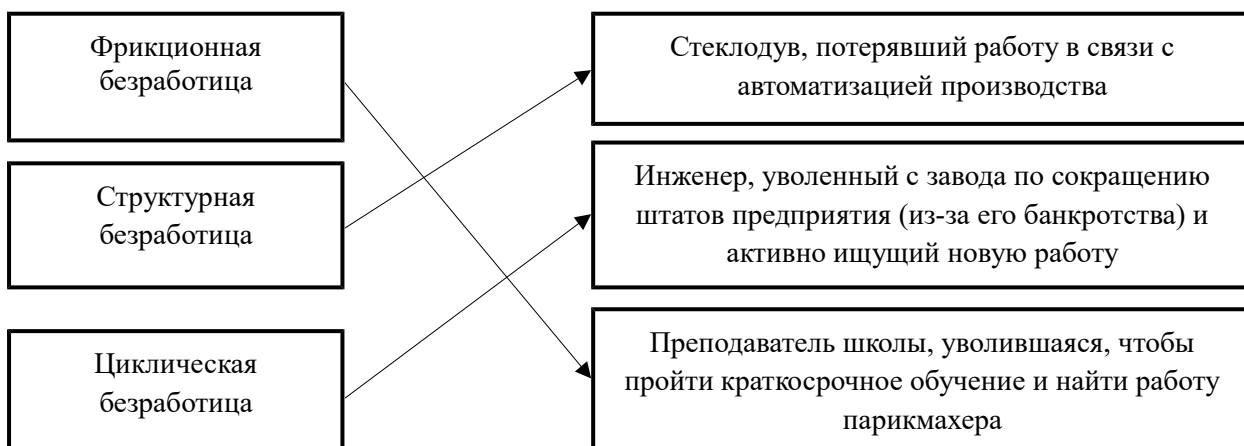 Фрикционная
безработица
Стеклодув, потерявший работу в связи с
автоматизацией производства
Структурная
безработица
Инженер, уволенный с завода по сокращению
штатов предприятия (из-за его банкротства) и
активно ищущий новую работу
Циклическая
безработица
Преподаватель школы, уволившаяся, чтобы
пройти краткосрочное обучение и найти работу
парикмахера